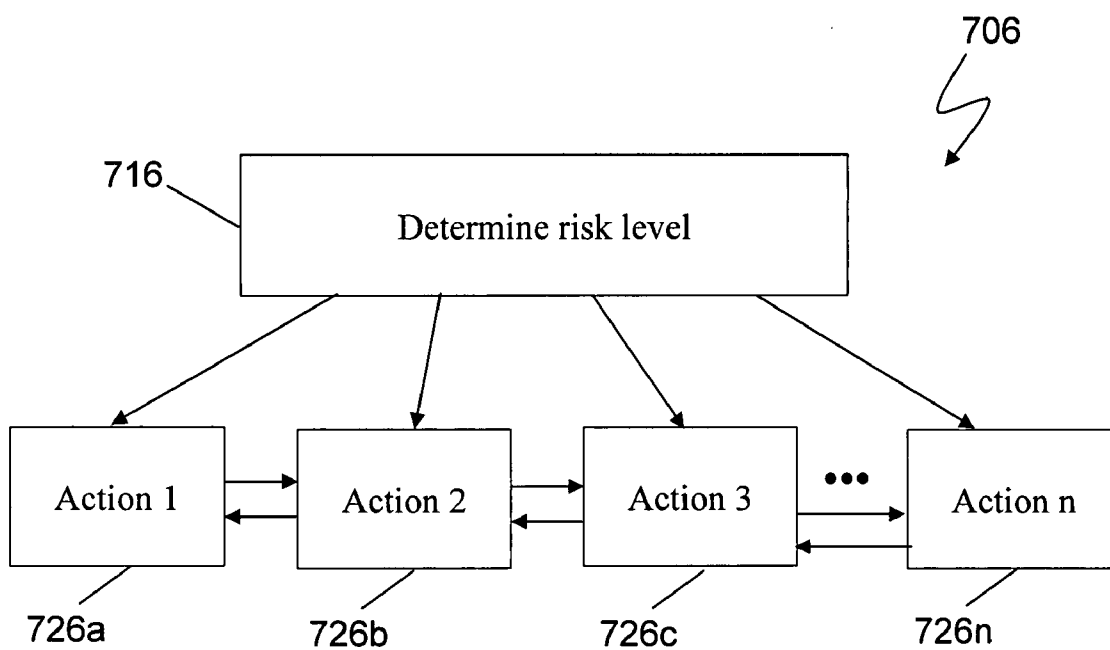 706
716
Determine risk level
Action 1
Action 2
Action 3
•••
Action n
726a
726b
726c
726n